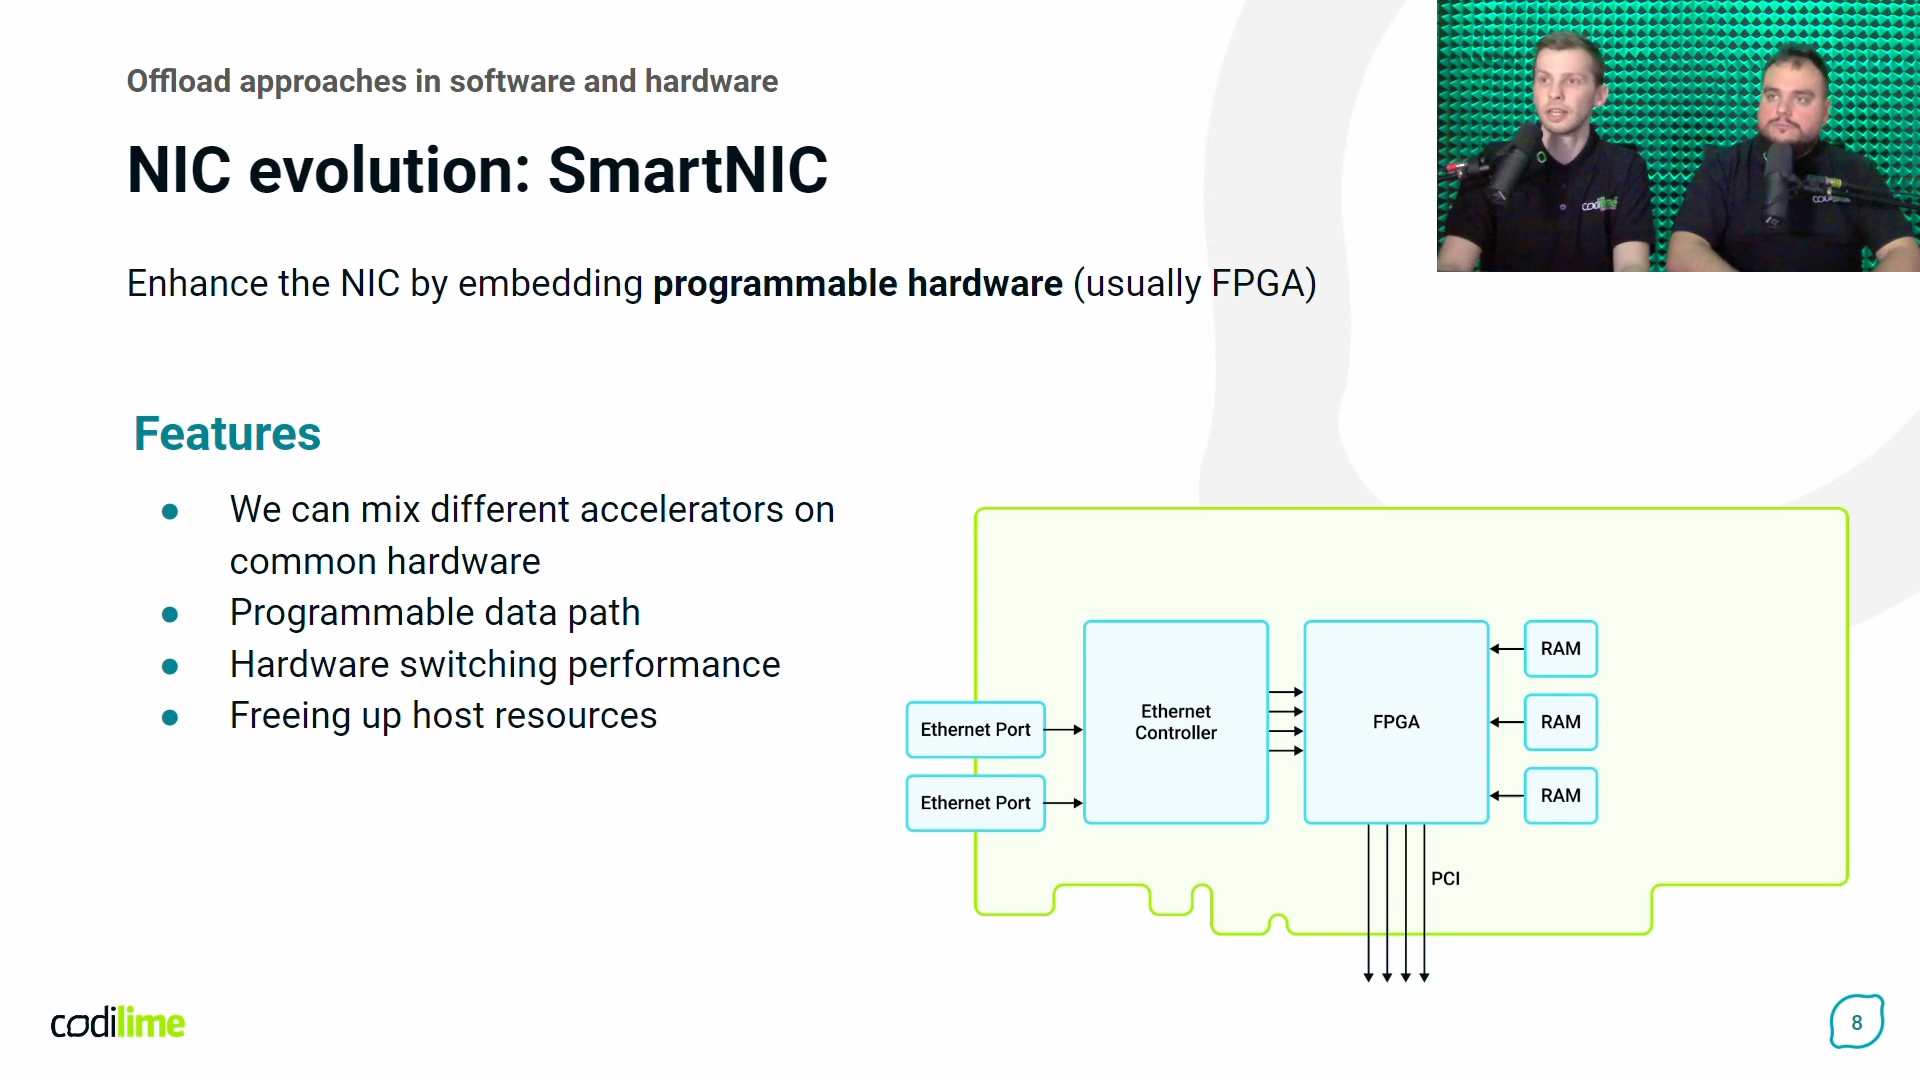 Offload approaches in software and hardware
NIC evolution: SmartNIC
Enhance the NIC by embedding programmable hardware (usually FPGA)
Features
● We can mix different accelerators on
common hardware
● Programmable data path
● Hardware switching performance
● Freeing up host resources
Ethernet Port
Ethernet Port
Ethernet
Controller
FPGA
RAM
RAM
RAM
PCI
codilime
8
codilime